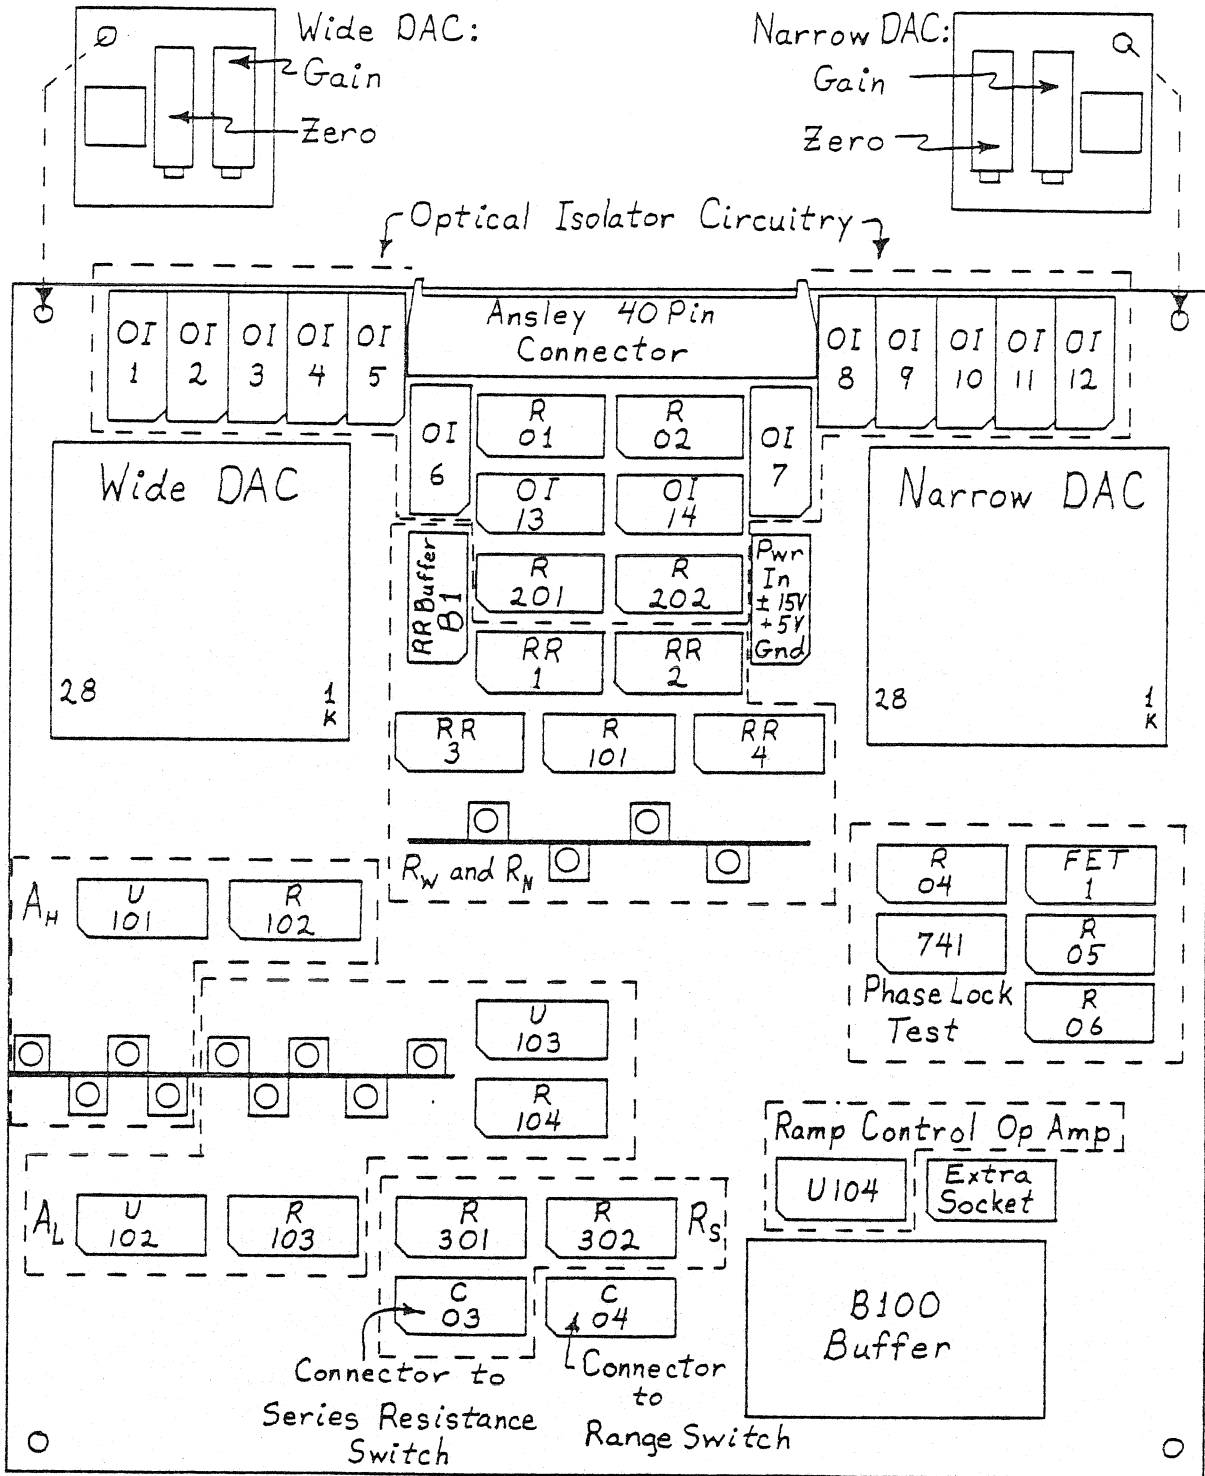 Wide DAC:
Gain
Zero
Narrow DAC:
Gain
Zero
Optical Isolator Circuitry
Ansley 40 Pin
Connector
OI
1
OI
2
OI
3
OI
4
OI
5
OI
6
R
01
R
02
OI
7
OI
8
OI
9
OI
10
OI
11
OI
12
OI
13
OI
14
Wide DAC
28
1
K
Narrow DAC
28
1
K
RR Buffer
B1
R
201
R
202
Pwr
In
± 15V
+ 5V
Gnd
RR
1
RR
2
RR
3
R
101
RR
4
RW and RN
AH
U
101
R
102
R
04
FET
1
741
R
05
Phase Lock
Test
R
06
U
103
R
104
Ramp Control Op Amp
U104
Extra
Socket
AL
U
102
R
103
R
301
R
302
RS
C
03
C
04
B100
Buffer
Connector to
Series Resistance
Switch
Connector
to
Range Switch